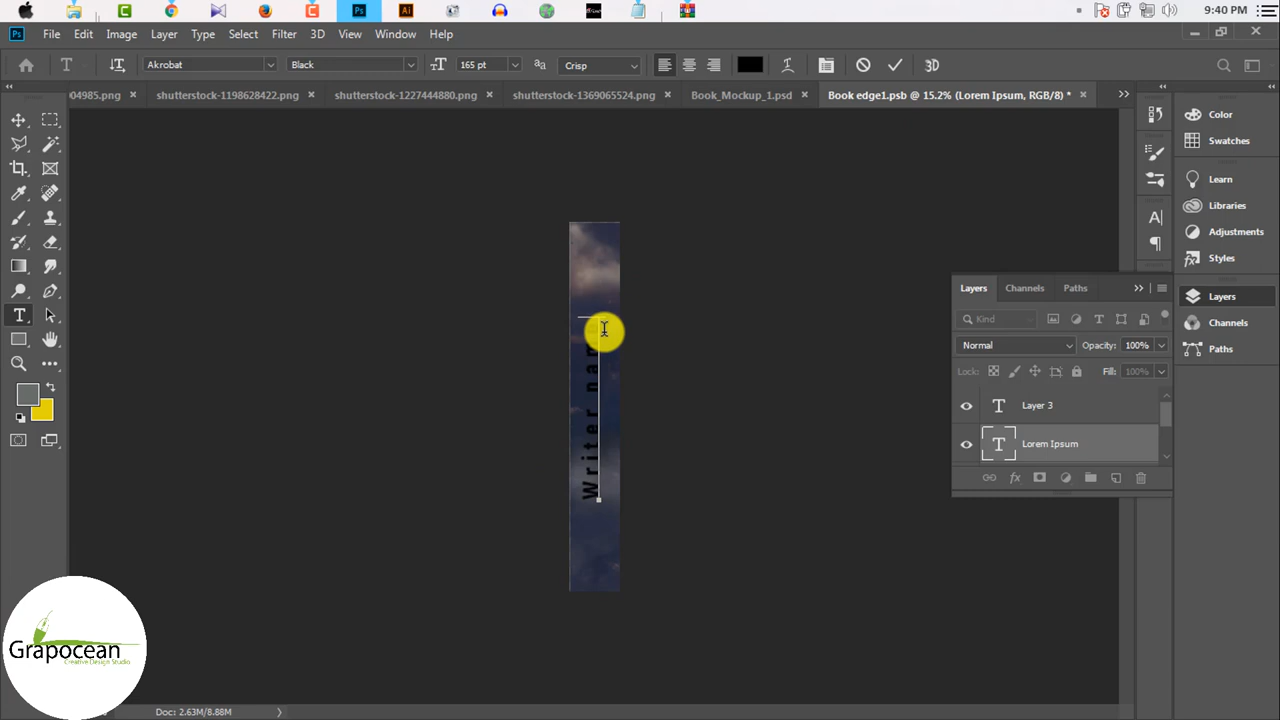 9:40 PM
Ps File Edit Image Layer Type Select Filter 3D View Window Help
Akrobat Black 165 pt Crisp 3D
04985.png × shutterstock-1198628422.png × shutterstock-1227444880.png × shutterstock-1369065524.png × Book_Mockup_1.psd × Book edge1.psb @ 15.2% (Lorem Ipsum, RGB/8) * ×
Color
Swatches
Learn
Libraries
Adjustments
Styles
Layers
Channels
Paths
Layers Channels Paths
Kind
Normal Opacity: 100%
Lock: Fill: 100%
Layer 3
Lorem Ipsum
Writer nam
Grapocean
Creative Design Studio
Doc: 2.63M/8.88M